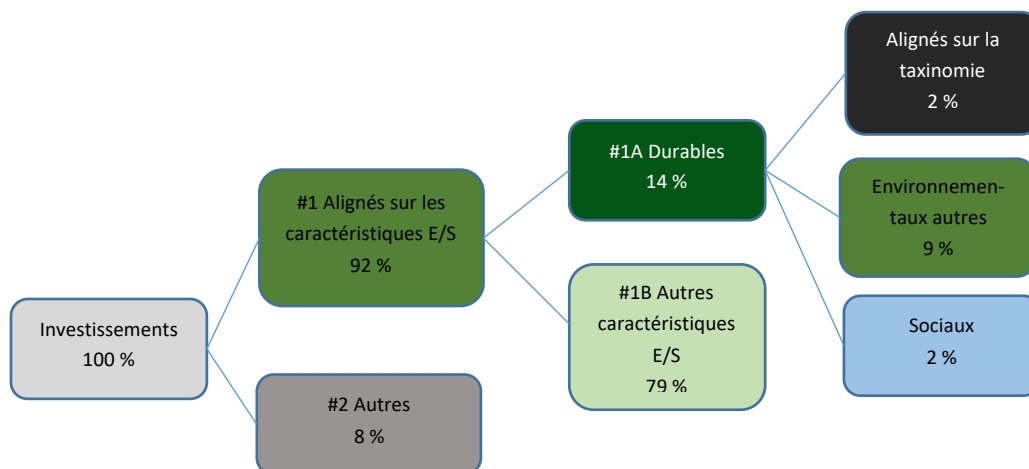 Investissements
100 %
#1 Alignés sur les
caractéristiques E/S
92 %
#2 Autres
8 %
#1A Durables
14 %
#1B Autres
caractéristiques
E/S
79 %
Alignés sur la
taxinomie
2 %
Environnemen-
taux autres
9 %
Sociaux
2 %